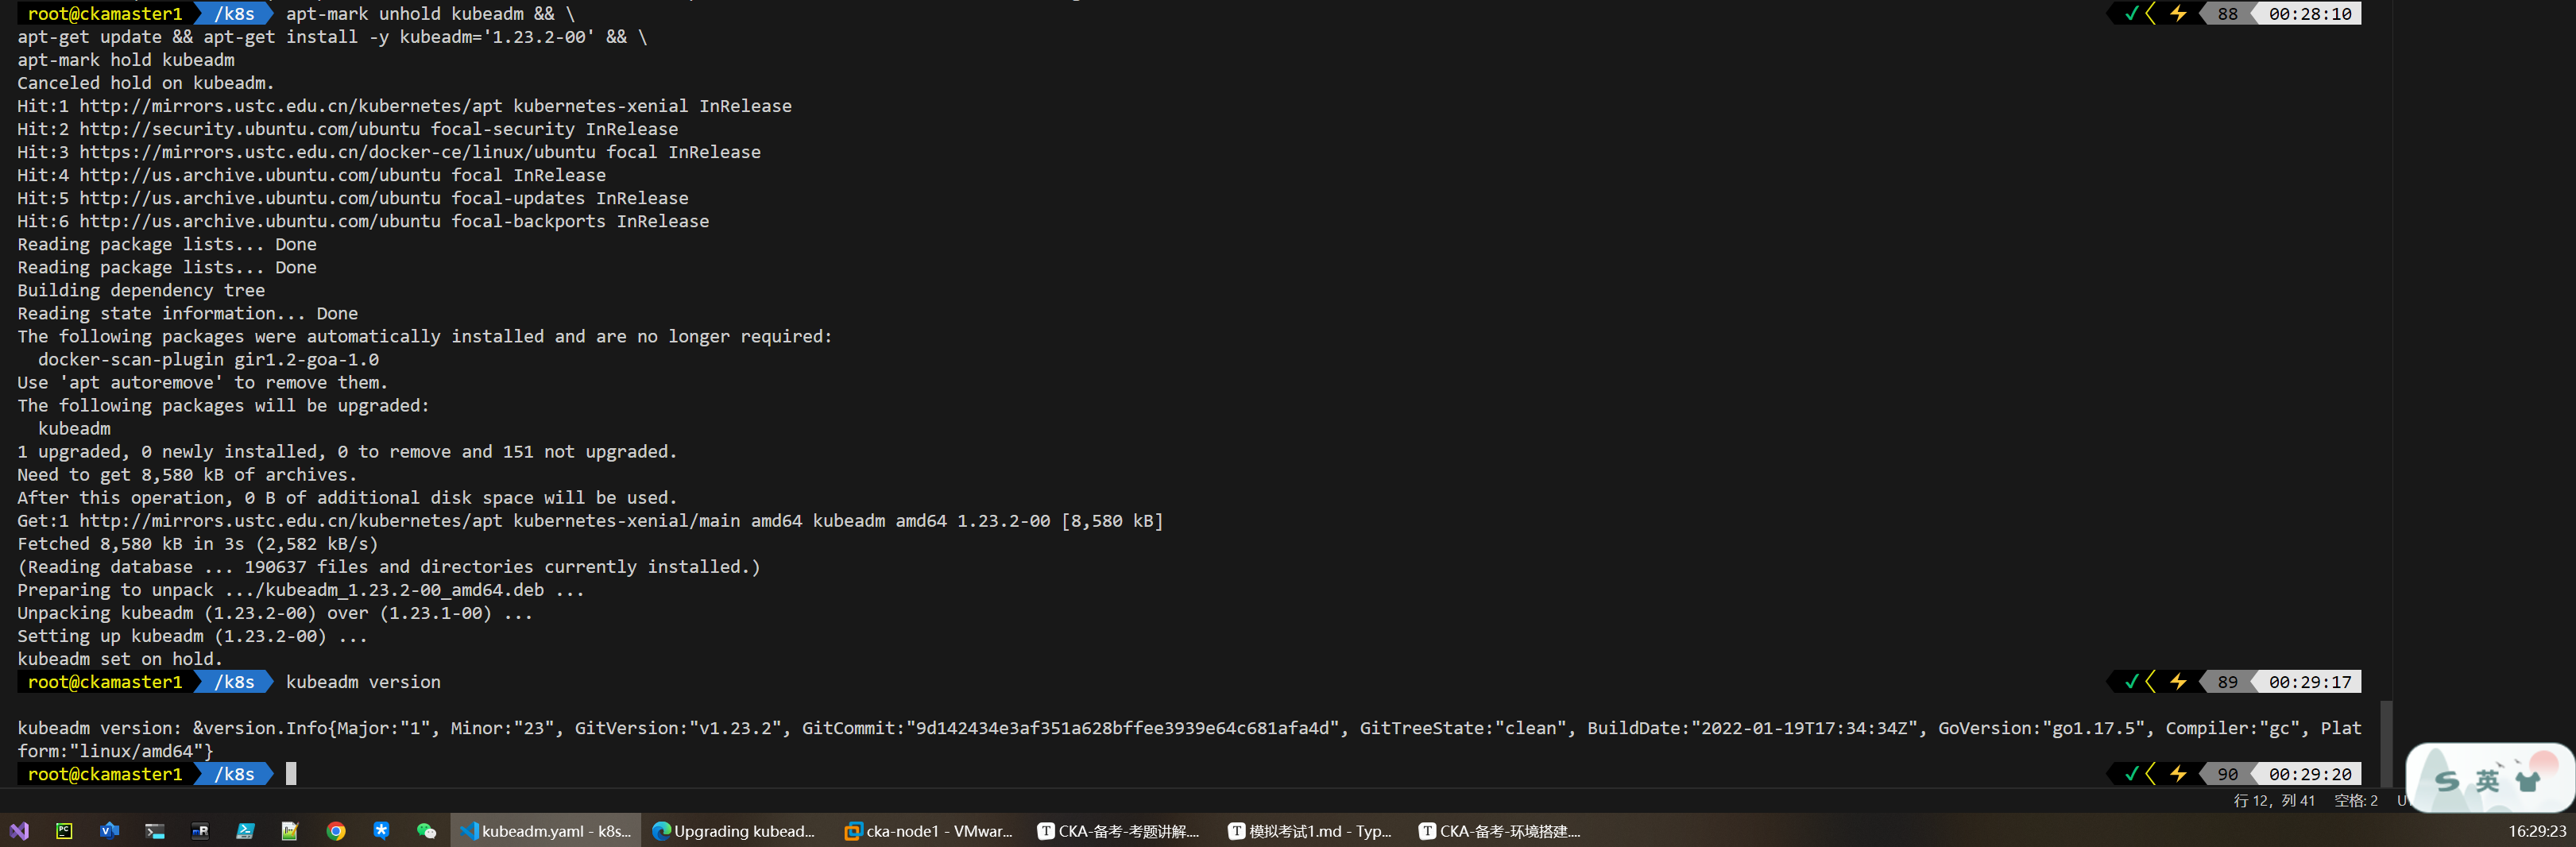 root@ckamaster1 /k8s apt-mark unhold kubeadm && \ 88 00:28:10
apt-get update && apt-get install -y kubeadm='1.23.2-00' && \
apt-mark hold kubeadm
Canceled hold on kubeadm.
Hit:1 http://mirrors.ustc.edu.cn/kubernetes/apt kubernetes-xenial InRelease
Hit:2 http://security.ubuntu.com/ubuntu focal-security InRelease
Hit:3 https://mirrors.ustc.edu.cn/docker-ce/linux/ubuntu focal InRelease
Hit:4 http://us.archive.ubuntu.com/ubuntu focal InRelease
Hit:5 http://us.archive.ubuntu.com/ubuntu focal-updates InRelease
Hit:6 http://us.archive.ubuntu.com/ubuntu focal-backports InRelease
Reading package lists... Done
Reading package lists... Done
Building dependency tree
Reading state information... Done
The following packages were automatically installed and are no longer required:
  docker-scan-plugin gir1.2-goa-1.0
Use 'apt autoremove' to remove them.
The following packages will be upgraded:
  kubeadm
1 upgraded, 0 newly installed, 0 to remove and 151 not upgraded.
Need to get 8,580 kB of archives.
After this operation, 0 B of additional disk space will be used.
Get:1 http://mirrors.ustc.edu.cn/kubernetes/apt kubernetes-xenial/main amd64 kubeadm amd64 1.23.2-00 [8,580 kB]
Fetched 8,580 kB in 3s (2,582 kB/s)
(Reading database ... 190637 files and directories currently installed.)
Preparing to unpack .../kubeadm_1.23.2-00_amd64.deb ...
Unpacking kubeadm (1.23.2-00) over (1.23.1-00) ...
Setting up kubeadm (1.23.2-00) ...
kubeadm set on hold.
root@ckamaster1 /k8s kubeadm version 89 00:29:17
kubeadm version: &version.Info{Major:"1", Minor:"23", GitVersion:"v1.23.2", GitCommit:"9d142434e3af351a628bffee3939e64c681afa4d", GitTreeState:"clean", BuildDate:"2022-01-19T17:34:34Z", GoVersion:"go1.17.5", Compiler:"gc", Plat
form:"linux/amd64"}
root@ckamaster1 /k8s 90 00:29:20
英
行 12，列 41 空格: 2
kubeadm.yaml - k8s... Upgrading kubead... cka-node1 - VMwar... CKA-备考-考题讲解.... 模拟考试1.md - Typ... CKA-备考-环境搭建.... 16:29:23